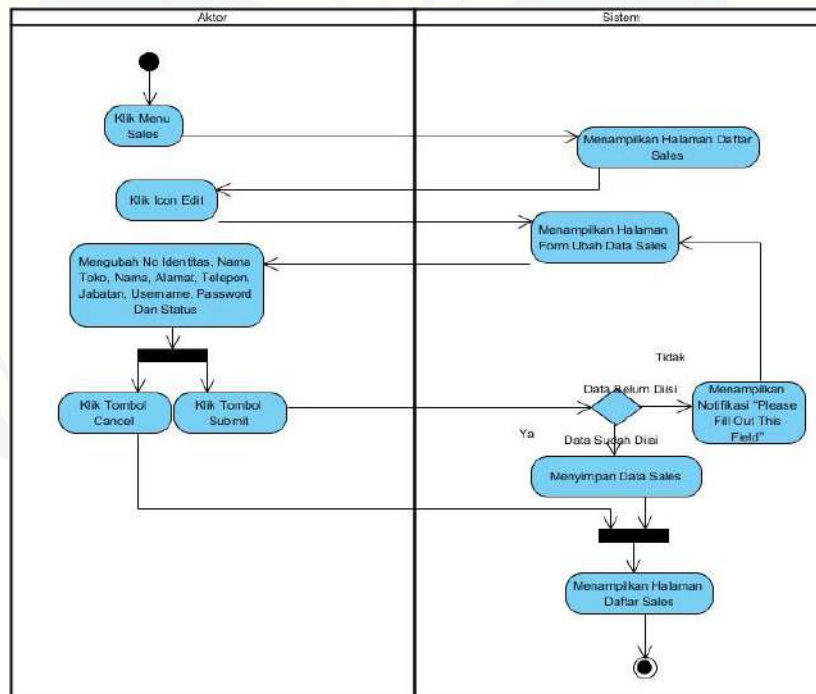 Aktor
Sistem
Klik Menu
Sales
Menampilkan Halaman Daftar
Sales
Klik Icon Edit
Menampilkan Halaman
Form Ubah Data Sales
Mengubah No Identitas, Nama
Toko, Nama, Alamat, Telepon,
Jabatan, Username, Password
Dan Status
Tidak
Klik Tombol
Cancel
Klik Tombol
Submit
Data Belum Diisi
Menampilkan
Notifikasi "Please
Fill Out This
Field"
Ya
Data Sudah Diisi
Menyimpan Data Sales
Menampilkan Halaman
Daftar Sales